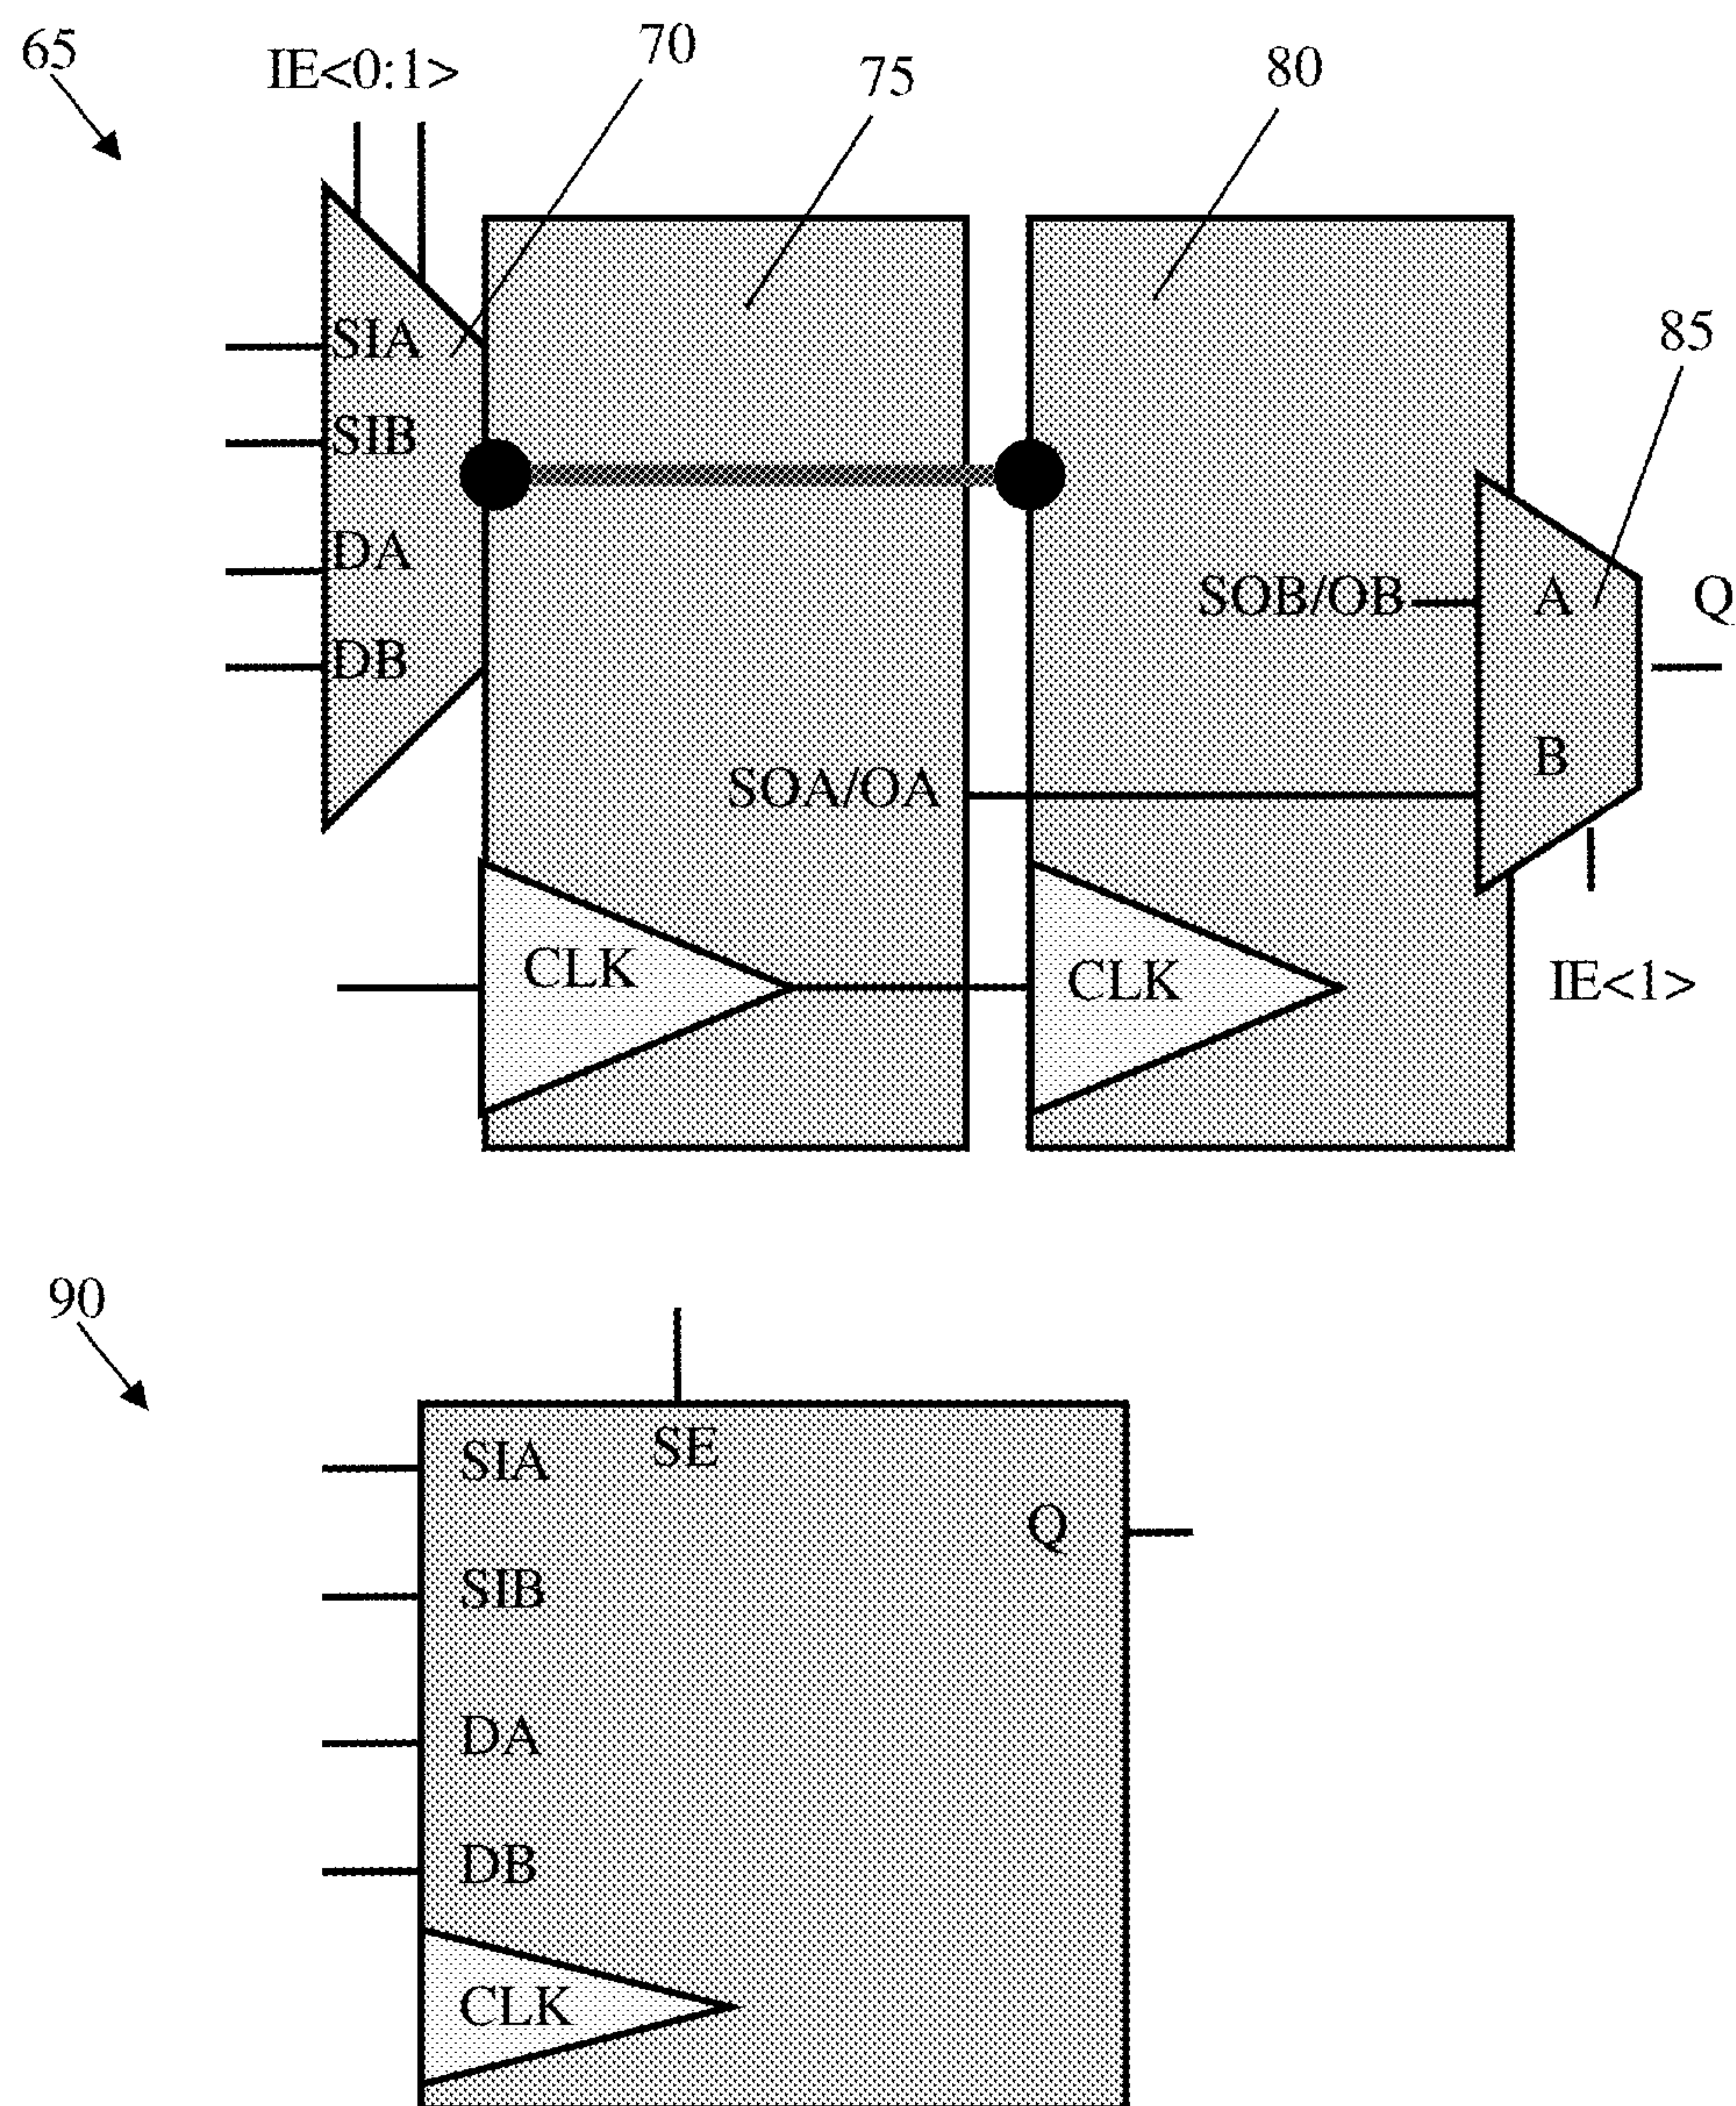 65
IE<0:1>
70
75
80
85
SIA
SIB
DA
DB
SOB/OB
A
Q
SOA/OA
B
CLK
CLK
IE<1>
90
SE
SIA
Q
SIB
DA
DB
CLK